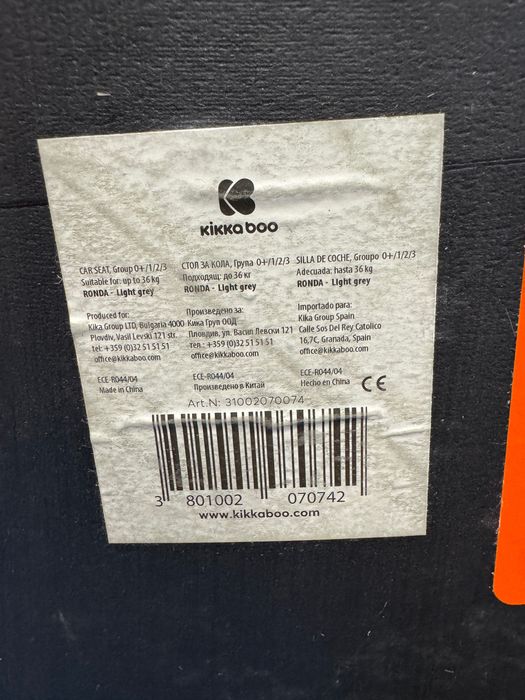 kikka boo
CAR SEAT, Group 0+/1/2/3
Suitable for: up to 36 kg
RONDA - Light grey
Produced for:
Kika Group LTD, Bulgaria 4000
Plovdiv, Vasil Levski 121 str.
tel: +359 (0)32 51 51 51
office@kikkaboo.com
ECE-R044/04
Made in China
СТОЛ ЗА КОЛА, Група 0+/1/2/3
Подходящ: до 36 кг
RONDA - Light grey
Произведено за:
Кика Груп ООД
Пловдив, ул. Васил Левски 121
тел.: +359 (0)32 51 51 51
office@kikkaboo.com
ECE-R044/04
Произведено в Китай
SILLA DE COCHE, Groupo 0+/1/2/3
Adecuada: hasta 36 kg
RONDA - Light grey
Importado para:
Kika Group Spain
Calle Sos Del Rey Catolico
16,7C, Granada, Spain
office@kikkaboo.com
ECE-R044/04
Hecho en China
CE
Art.N: 31002070074
3 801002 070742
www.kikkaboo.com